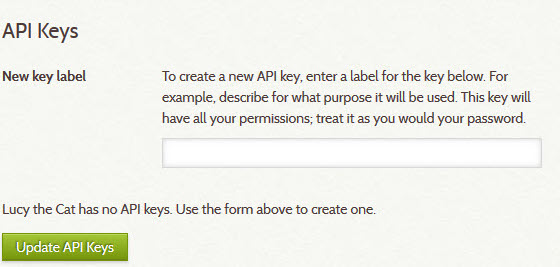 API Keys
New key label
To create a new API key, enter a label for the key below. For
example, describe for what purpose it will be used. This key will
have all your permissions; treat it as you would your password.
Lucy the Cat has no API keys. Use the form above to create one.
Update API Keys